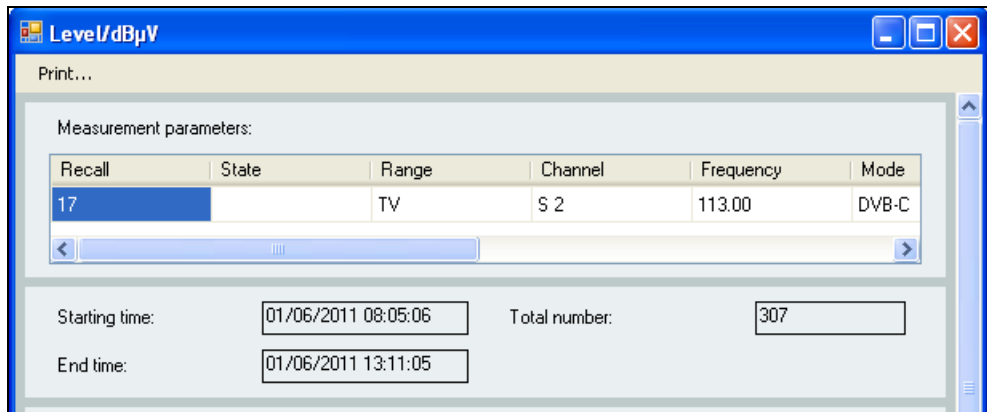 Level/dBµV
Print...
Measurement parameters:
Recall State Range Channel Frequency Mode
17 TV S 2 113.00 DVB-C
Starting time: 01/06/2011 08:05:06 Total number: 307
End time: 01/06/2011 13:11:05